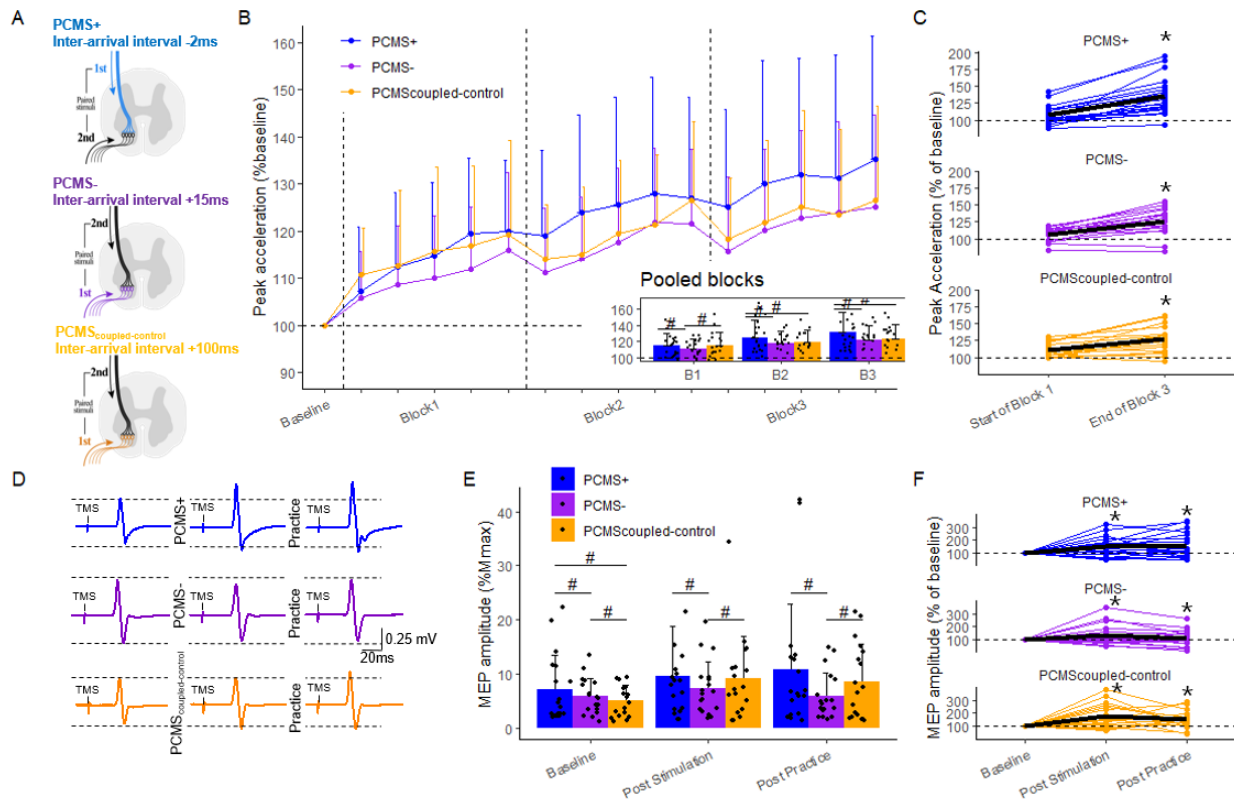 A
PCMS+
Inter-arrival interval -2ms
1st
Paired
stimuli
2nd
PCMS-
Inter-arrival interval +15ms
2nd
Paired
stimuli
1st
PCMScoupled-control
Inter-arrival interval +100ms
2nd
Paired
stimuli
1st
B
Peak acceleration (%baseline)
160
150
140
130
120
110
100
90
PCMS+
PCMS-
PCMScoupled-control
Pooled blocks
160
140
120
100
#
#
#
#
#
#
B1
B2
B3
Baseline
Block1
Block2
Block3
C
Peak Acceleration (% of baseline)
PCMS+
*
200
175
150
125
100
PCMS-
*
200
175
150
125
100
PCMScoupled-control
*
200
175
150
125
100
Start of Block 1
End of Block 3
D
TMS
PCMS+
TMS
Practice
TMS
TMS
PCMS-
TMS
Practice
TMS
0.25 mV
20ms
TMS
PCMScoupled-control
TMS
Practice
TMS
E
MEP amplitude (%Mmax)
40
30
20
10
0
PCMS+
PCMS-
PCMScoupled-control
#
#
#
#
#
#
#
Baseline
Post Stimulation
Post Practice
F
MEP amplitude (% of baseline)
PCMS+
*
*
300
200
100
PCMS-
*
*
300
200
100
PCMScoupled-control
*
*
300
200
100
Baseline
Post Stimulation
Post Practice